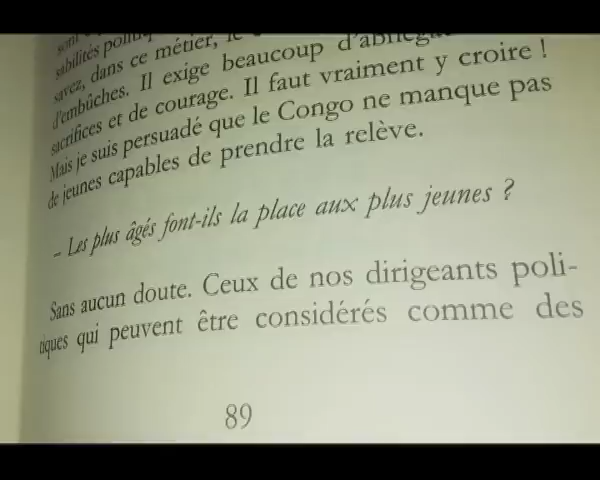 sabilités
savez, dans ce métier, le
d'embûches. Il exige beaucoup
sacrifices et de courage. Il faut vraiment y croire !
Mais je suis persuadé que le Congo ne manque pas
de jeunes capables de prendre la relève.
– Les plus âgés font-ils la place aux plus jeunes ?
Sans aucun doute. Ceux de nos dirigeants poli-
tiques qui peuvent être considérés comme des
89